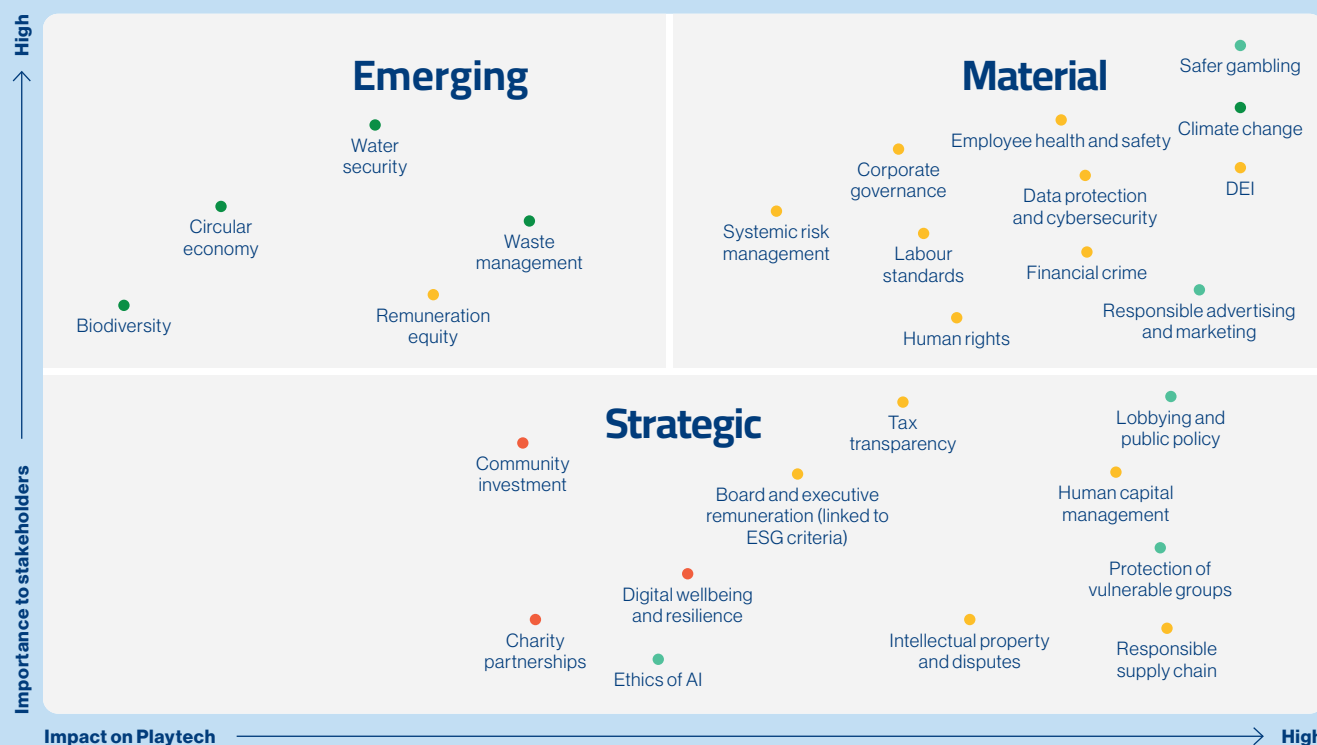 High
Importance to stakeholders
Emerging
Water
security
Circular
economy
Waste
management
Remuneration
equity
Biodiversity
Material
Safer gambling
Climate change
Employee health and safety
Corporate
governance
DEI
Data protection
and cybersecurity
Systemic risk
management
Labour
standards
Financial crime
Responsible advertising
and marketing
Human rights
Strategic
Tax
transparency
Lobbying and
public policy
Community
investment
Board and executive
remuneration (linked to
ESG criteria)
Human capital
management
Protection of
vulnerable groups
Digital wellbeing
and resilience
Charity
partnerships
Ethics of AI
Intellectual property
and disputes
Responsible
supply chain
Impact on Playtech
High